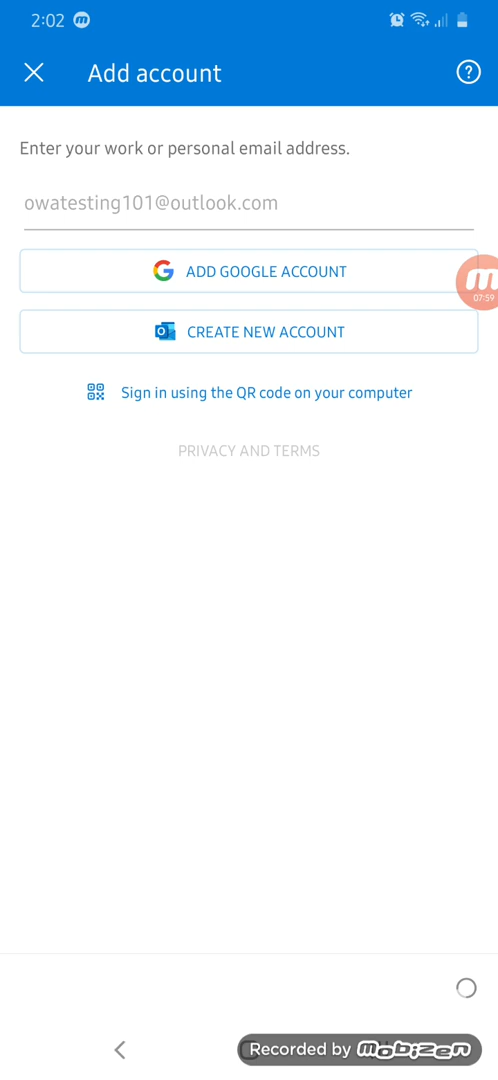 2:02
Add account
Enter your work or personal email address.
owatesting101@outlook.com
ADD GOOGLE ACCOUNT
07:59
CREATE NEW ACCOUNT
Sign in using the QR code on your computer
PRIVACY AND TERMS
Recorded by mobizen